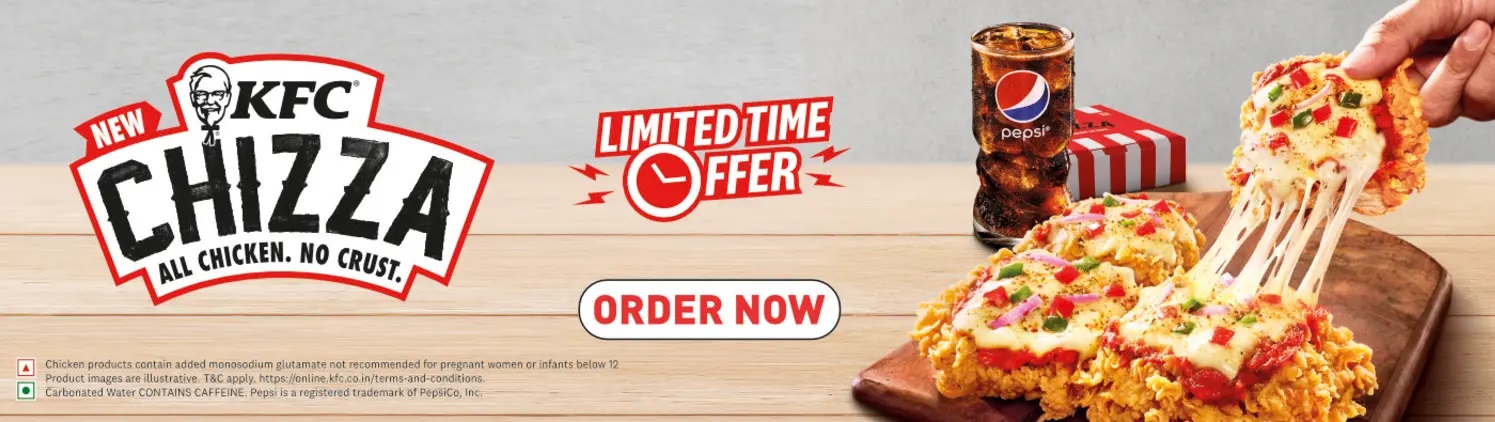 NEW
KFC®
CHIZZA
ALL CHICKEN. NO CRUST.
LIMITED TIME
OFFER
ORDER NOW
pepsi®
ZZA
Chicken products contain added monosodium glutamate not recommended for pregnant women or infants below 12
Product images are illustrative. T&C apply, https://online.kfc.co.in/terms-and-conditions.
Carbonated Water CONTAINS CAFFEINE. Pepsi is a registered trademark of PepsiCo, Inc.